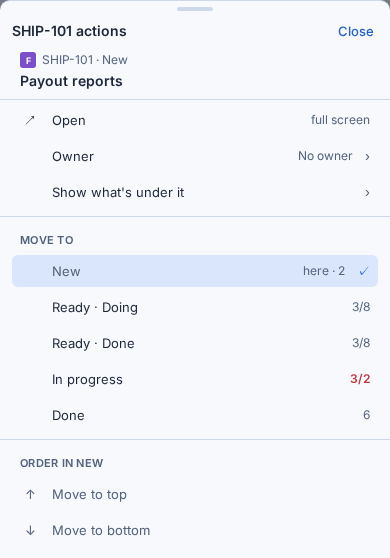 SHIP-101 actions Close
F SHIP-101 · New
Payout reports
↗ Open full screen
Owner No owner ›
Show what's under it ›
MOVE TO
New here · 2 ✓
Ready · Doing 3/8
Ready · Done 3/8
In progress 3/2
Done 6
ORDER IN NEW
↑ Move to top
↓ Move to bottom